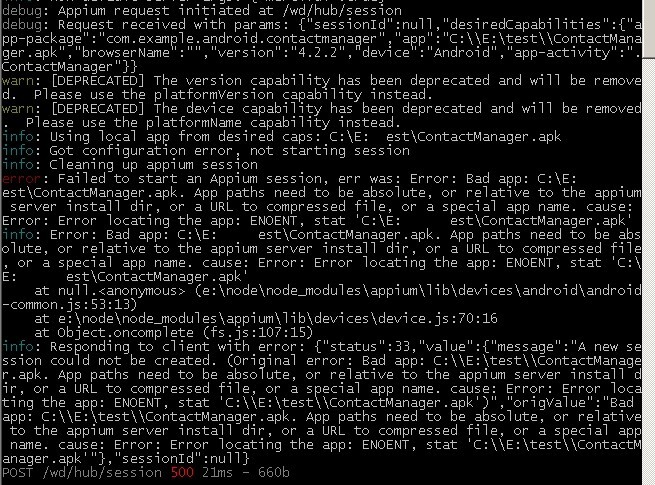 debug: Appium request initiated at /wd/hub/session
debug: Request received with params: {"sessionId":null,"desiredCapabilities":{"a
pp-package":"com.example.android.contactmanager","app":"C:\\E:\test\\ContactMana
ger.apk","browserName":"","version":"4.2.2","device":"Android","app-activity":".
ContactManager"}}
warn: [DEPRECATED] The version capability has been deprecated and will be remove
d.  Please use the platformVersion capability instead.
warn: [DEPRECATED] The device capability has been deprecated and will be removed
.  Please use the platformName capability instead.
info: Using local app from desired caps: C:\E:  est\ContactManager.apk
info: Got configuration error, not starting session
info: Cleaning up appium session
error: Failed to start an Appium session, err was: Error: Bad app: C:\E:
est\ContactManager.apk. App paths need to be absolute, or relative to the appium
 server install dir, or a URL to compressed file, or a special app name. cause:
Error: Error locating the app: ENOENT, stat 'C:\E:      est\ContactManager.apk'
info: Error: Bad app: C:\E:     est\ContactManager.apk. App paths need to be abs
olute, or relative to the appium server install dir, or a URL to compressed file
, or a special app name. cause: Error: Error locating the app: ENOENT, stat 'C:\
E:      est\ContactManager.apk'
    at null.<anonymous> (e:\node\node_modules\appium\lib\devices\android\android
-common.js:53:13)
    at e:\node\node_modules\appium\lib\devices\device.js:70:16
    at Object.oncomplete (fs.js:107:15)
info: Responding to client with error: {"status":33,"value":{"message":"A new se
ssion could not be created. (Original error: Bad app: C:\\E:\test\\ContactManage
r.apk. App paths need to be absolute, or relative to the appium server install d
ir, or a URL to compressed file, or a special app name. cause: Error: Error loca
ting the app: ENOENT, stat 'C:\\E:\test\\ContactManager.apk')","origValue":"Bad
app: C:\\E:\test\\ContactManager.apk. App paths need to be absolute, or relative
 to the appium server install dir, or a URL to compressed file, or a special app
 name. cause: Error: Error locating the app: ENOENT, stat 'C:\\E:\test\\ContactM
anager.apk'"},"sessionId":null}
POST /wd/hub/session 500 21ms - 660b